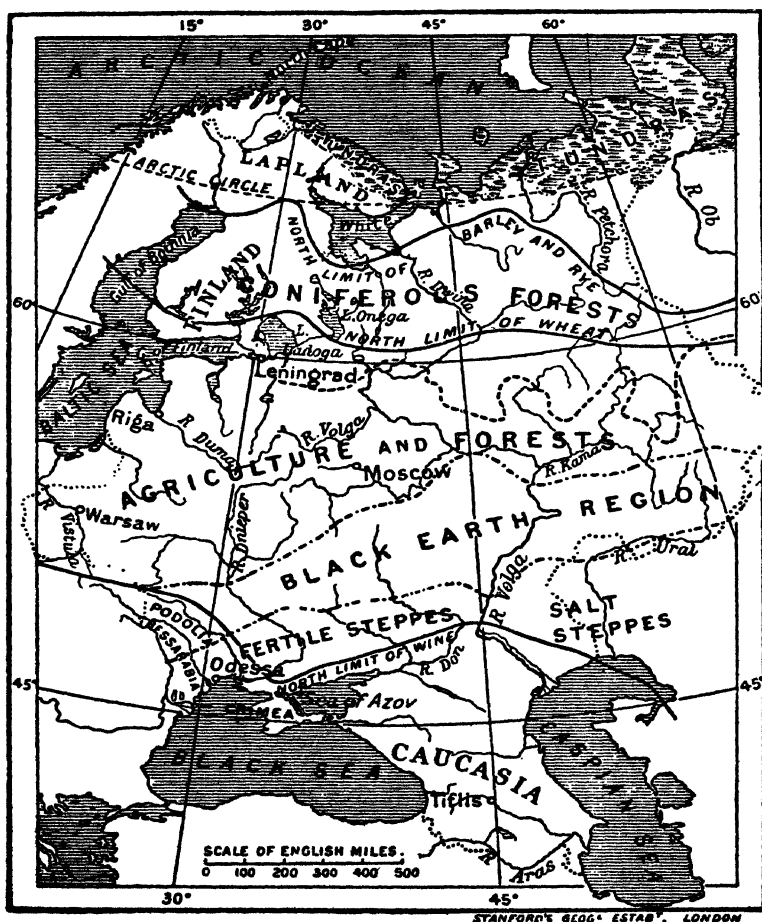 15° 30° 45° 60°
ARCTIC OCEAN
TUNDRAS
LAPLAND
ARCTIC CIRCLE
R Ob
R Petchora
White
NORTH LIMIT OF BARLEY AND RYE
Gulf of Bothnia
FINLAND
R. Dwina
CONIFEROUS FORESTS
60° 60°
L. Onega
NORTH LIMIT OF WHEAT
L. Ladoga
G. of Finland
BALTIC SEA
Leningrad
Riga
R Duma
R. Volga
AGRICULTURE AND FORESTS
Moscow
R. Kama
R Vistula
Warsaw
R. Dnieper
BLACK EARTH REGION
R Ural
R Volga
PODOLIA
BESSARABIA
FERTILE STEPPES
SALT
STEPPES
NORTH LIMIT OF WINE
R. Don
Odessa
45° 45°
Sea of Azov
CRIMEA
BLACK SEA
CAUCASIA
CASPIAN SEA
Tiflis
R Aras
SCALE OF ENGLISH MILES.
0 100 200 300 400 500
30° 45°
STANFORD'S GEOG. ESTABT., LONDON